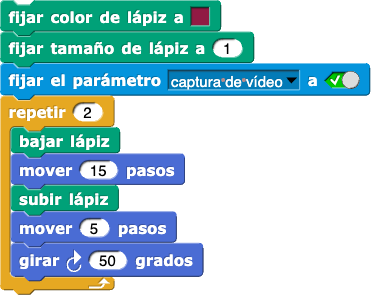 fijar color de lápiz a
fijar tamaño de lápiz a 1
fijar el parámetro captura de vídeo a
repetir 2
bajar lápiz
mover 15 pasos
subir lápiz
mover 5 pasos
girar 50 grados